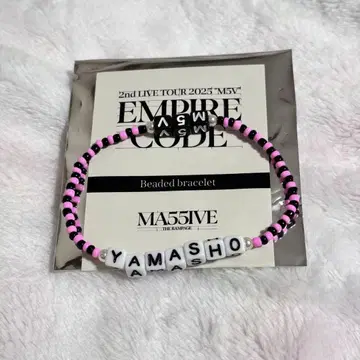 2nd LIVE TOUR 2025 "M5V"
EMPIRE
M5V
CODE
Beaded bracelet
MA55IVE
THE RAMPAGE
YAMASHO